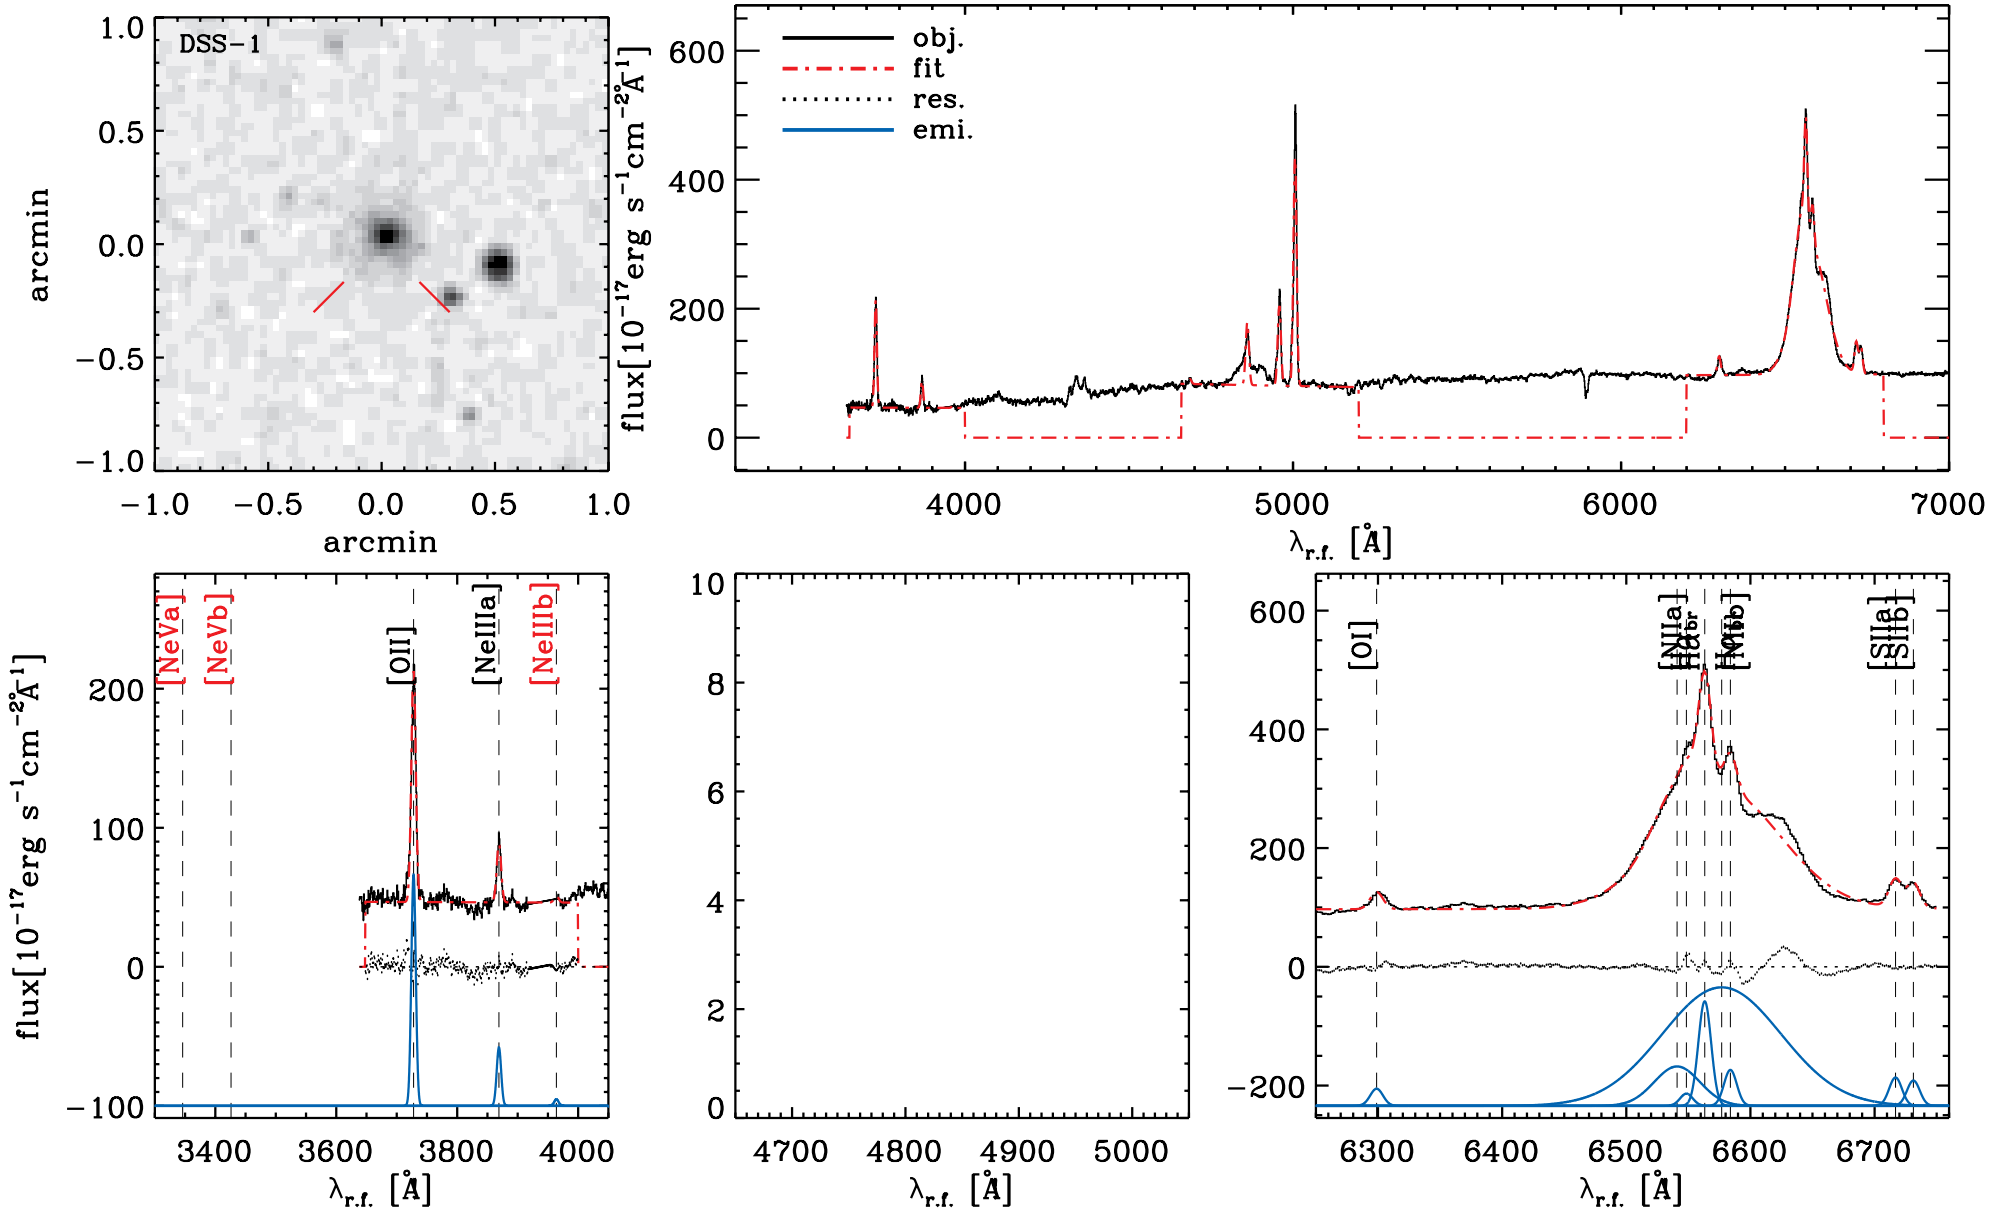 DSS-1
1.0
0.5
0.0
−0.5
−1.0
arcmin
−1.0 −0.5 0.0 0.5 1.0
arcmin
flux[10⁻¹⁷erg s⁻¹cm⁻²Å⁻¹]
600
400
200
0
obj.
fit
res.
emi.
4000 5000 6000 7000
λr.f. [Å]
flux[10⁻¹⁷erg s⁻¹cm⁻²Å⁻¹]
200
100
0
−100
[NeVa]
[NeVb]
[OII]
[NeIIIa]
[NeIIIb]
3400 3600 3800 4000
λr.f. [Å]
10
8
6
4
2
0
4700 4800 4900 5000
λr.f. [Å]
600
400
200
0
−200
[OI]
[NIIa]
[SIIa]
[SIIb]
6300 6400 6500 6600 6700
λr.f. [Å]